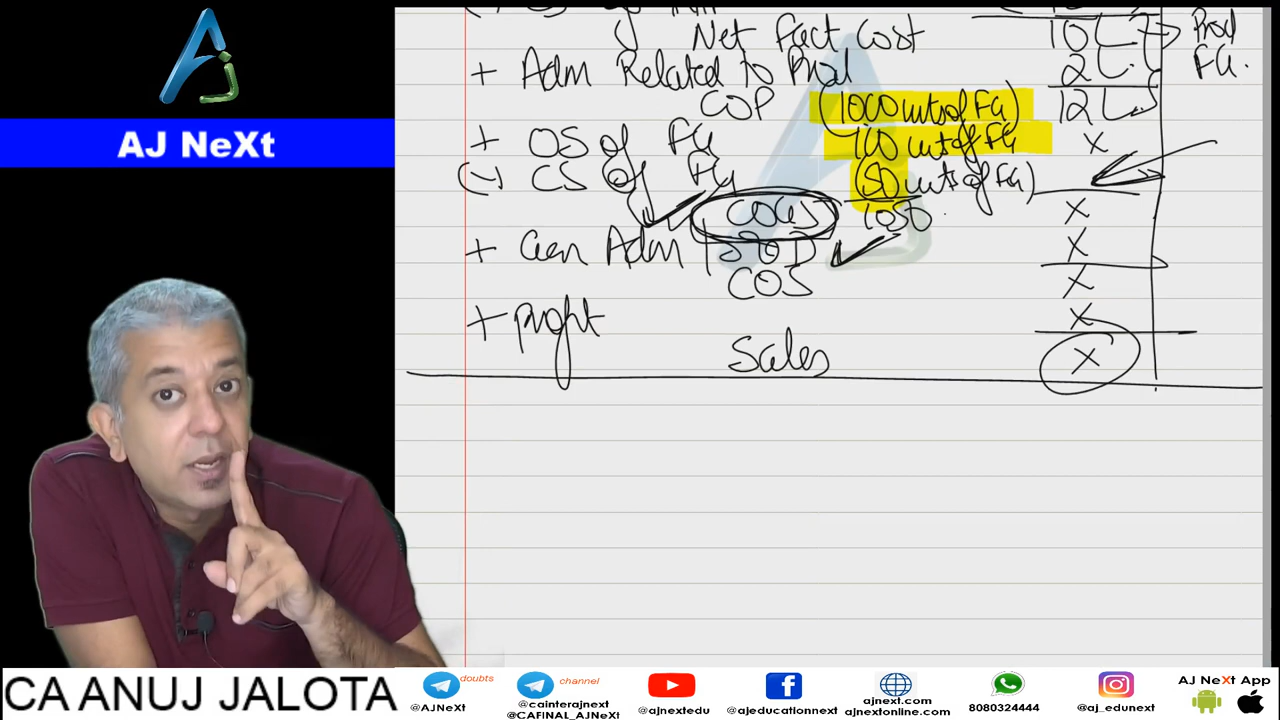 AJ NeXt
Net Fact Cost 10L Prod
+ Adm Related to Prod 2L FG.
COP (1000 units of FG) 12L
+ OS of FG 100 unit of FG x
(-) CS of FG (50 units of FG)
COGS 1050 x
+ Gen Adm | SOD x
COS x
+ profit x
Sales x
CA ANUJ JALOTA
doubts
@AJNeXt
channel
@cainterajnext
@CAFINAL_AJNeXt
@ajnextedu
@ajeducationnext
ajnext.com
ajnextonline.com
8080324444
@aj_edunext
AJ NeXt App